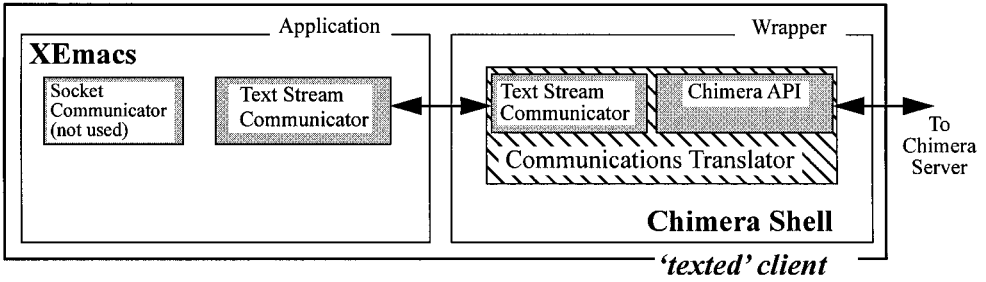 Application
XEmacs
Socket
Communicator
(not used)
Text Stream
Communicator
Wrapper
Text Stream
Communicator
Chimera API
Communications Translator
Chimera Shell
To
Chimera
Server
‘texted’ client